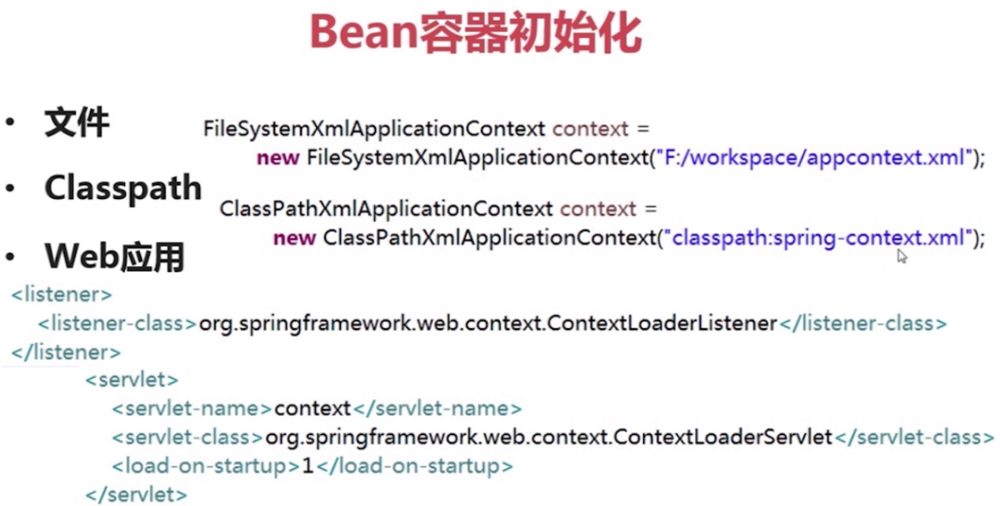 Bean容器初始化
• 文件
FileSystemXmlApplicationContext context =
new FileSystemXmlApplicationContext("F:/workspace/appcontext.xml");
• Classpath
ClassPathXmlApplicationContext context =
new ClassPathXmlApplicationContext("classpath:spring-context.xml");
• Web应用
<listener>
<listener-class>org.springframework.web.context.ContextLoaderListener</listener-class>
</listener>
<servlet>
<servlet-name>context</servlet-name>
<servlet-class>org.springframework.web.context.ContextLoaderServlet</servlet-class>
<load-on-startup>1</load-on-startup>
</servlet>